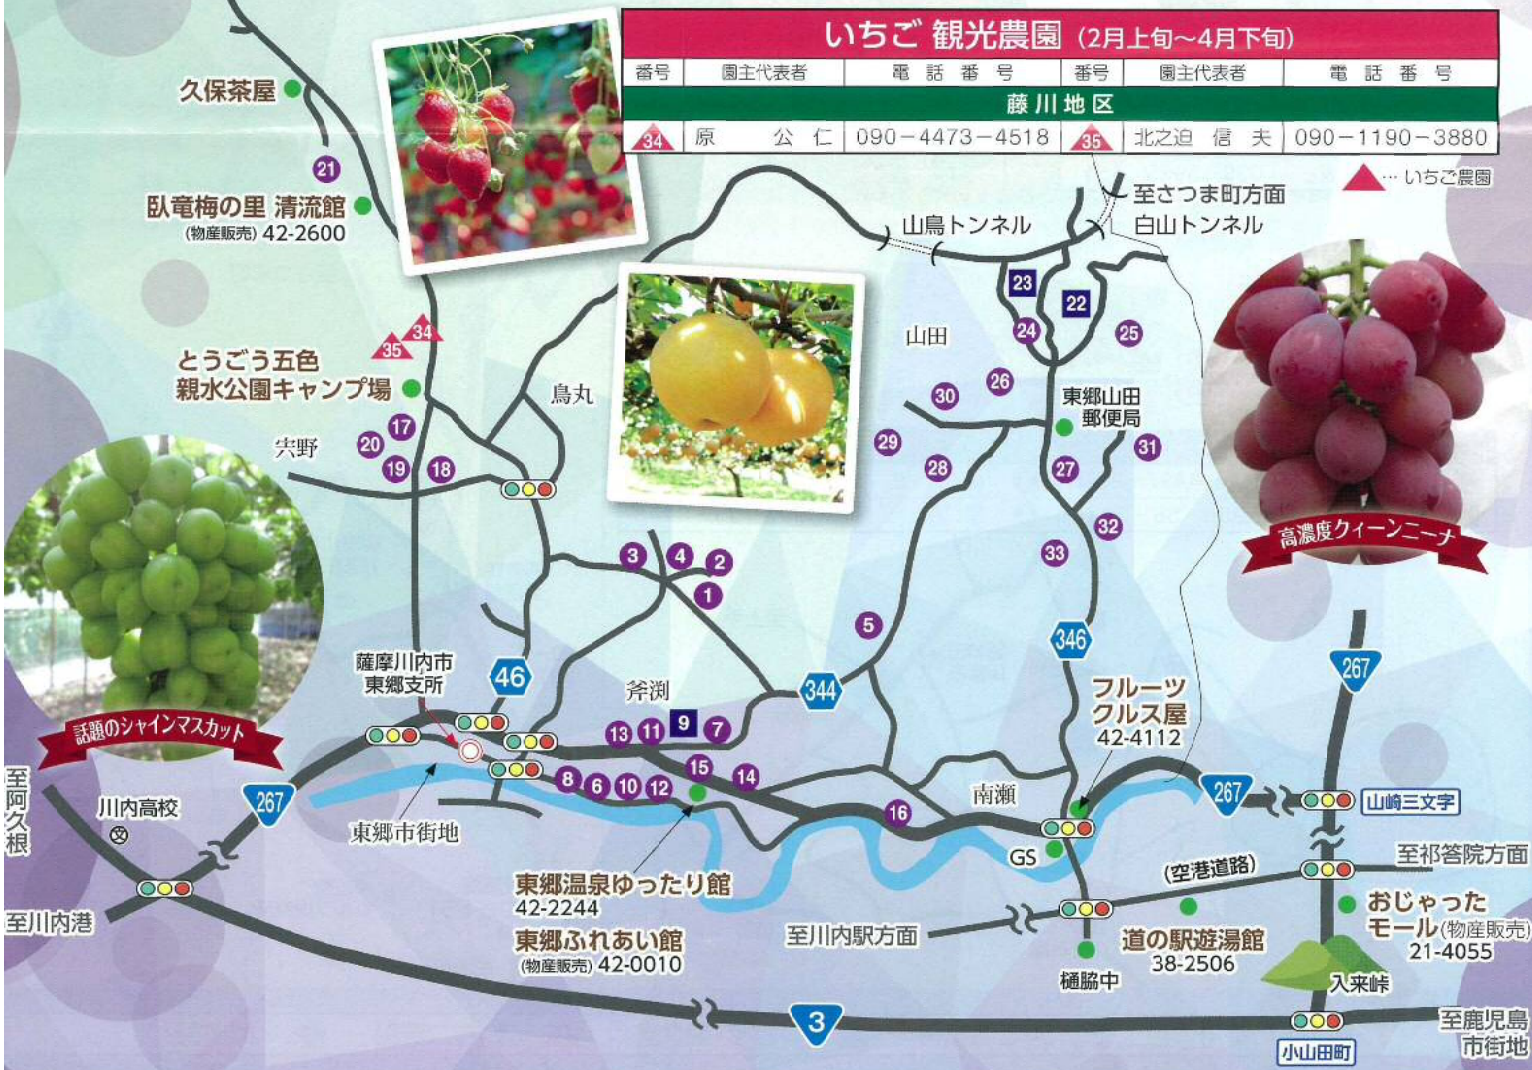 いちご 観光農園 (2月上旬〜4月下旬)
番号 園主代表者 電話番号 番号 園主代表者 電話番号
藤川地区
34 原 公仁 090-4473-4518 35 北之迫 信夫 090-1190-3880
…いちご農園
久保茶屋
21
臥竜梅の里 清流館
(物産販売) 42-2600
至さつま町方面
山鳥トンネル
白山トンネル
23
22
24
25
山田
34
35
とうごう五色
親水公園キャンプ場
鳥丸
26
30
東郷山田
郵便局
17
20
宍野
19
18
29
28
27
31
32
33
高濃度クィーンニーナ
3
4
2
1
5
346
267
薩摩川内市
東郷支所
46
斧渕
344
フルーツ
クルス屋
42-4112
話題のシャインマスカット
13
11
9
7
15
14
8
6
10
12
16
南瀬
267
267
山崎三文字
至阿久根
川内高校
文
東郷市街地
GS
(空港道路)
至祁答院方面
東郷温泉ゆったり館
42-2244
東郷ふれあい館
(物産販売) 42-0010
至川内港
至川内駅方面
道の駅遊湯館
38-2506
おじゃった
モール(物産販売)
21-4055
樋脇中
入来峠
3
小山田町
至鹿児島
市街地